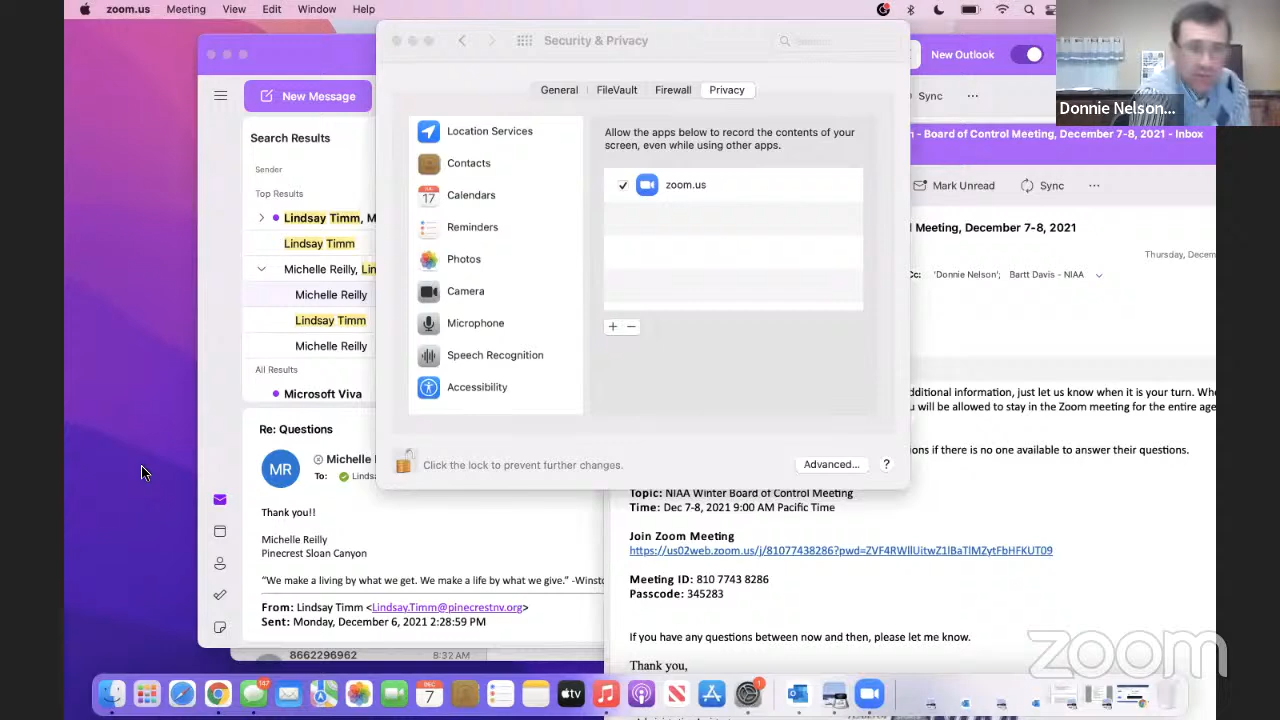 zoom.us Meeting View Edit Window Help
Security & Privacy
Search
New Outlook
New Message
General FileVault Firewall Privacy
Sync
Donnie Nelson...
Search Results
Location Services
Allow the apps below to record the contents of your
screen, even while using other apps.
- Board of Control Meeting, December 7-8, 2021 - Inbox
Sender
Contacts
Top Results
Calendars
17
zoom.us
Mark Unread Sync
Lindsay Timm, M
Reminders
Meeting, December 7-8, 2021
Lindsay Timm
Photos
Thursday, Decem
Michelle Reilly, Lin
Cc: 'Donnie Nelson'; Bartt Davis - NIAA
Michelle Reilly
Camera
Lindsay Timm
Microphone
Michelle Reilly
Speech Recognition
All Results
Accessibility
Microsoft Viva
dditional information, just let us know when it is your turn. Whe
u will be allowed to stay in the Zoom meeting for the entire age
Re: Questions
ons if there is no one available to answer their questions.
MR
Michelle
To: Lindsa
Click the lock to prevent further changes.
Advanced... ?
Topic: NIAA Winter Board of Control Meeting
Time: Dec 7-8, 2021 9:00 AM Pacific Time
Thank you!!
Join Zoom Meeting
Michelle Reilly
Pinecrest Sloan Canyon
https://us02web.zoom.us/j/81077438286?pwd=ZVF4RWllUitwZ1lBaTlMZytFbHFKUT09
"We make a living by what we get. We make a life by what we give." -Winsto
Meeting ID: 810 7743 8286
Passcode: 345283
From: Lindsay Timm <Lindsay.Timm@pinecrestnv.org>
Sent: Monday, December 6, 2021 2:28:59 PM
If you have any questions between now and then, please let me know.
8662296962 8:32 AM
Thank you,
zoom
147
DEC
7
tv
1